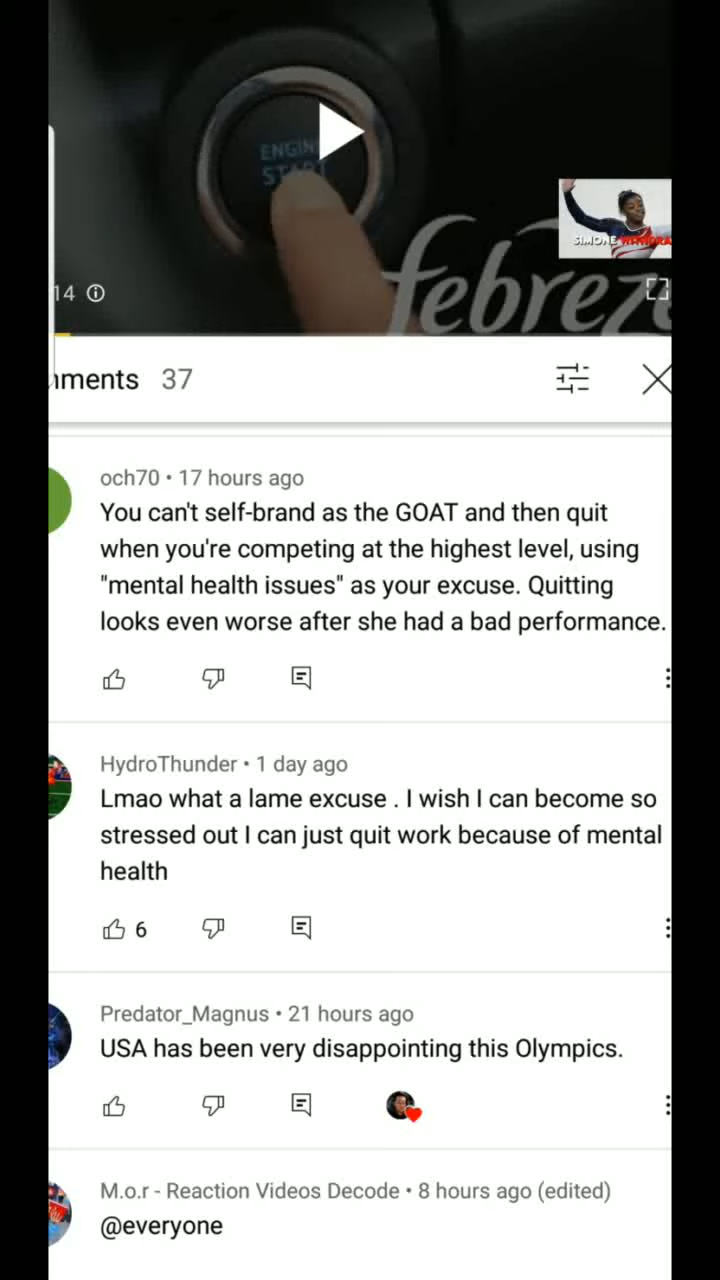 ENGIN
START
SIMONE
febreze
14
mments 37
och70 • 17 hours ago
You can't self-brand as the GOAT and then quit
when you're competing at the highest level, using
"mental health issues" as your excuse. Quitting
looks even worse after she had a bad performance.
HydroThunder • 1 day ago
Lmao what a lame excuse . I wish I can become so
stressed out I can just quit work because of mental
health
6
Predator_Magnus • 21 hours ago
USA has been very disappointing this Olympics.
M.o.r - Reaction Videos Decode • 8 hours ago (edited)
@everyone